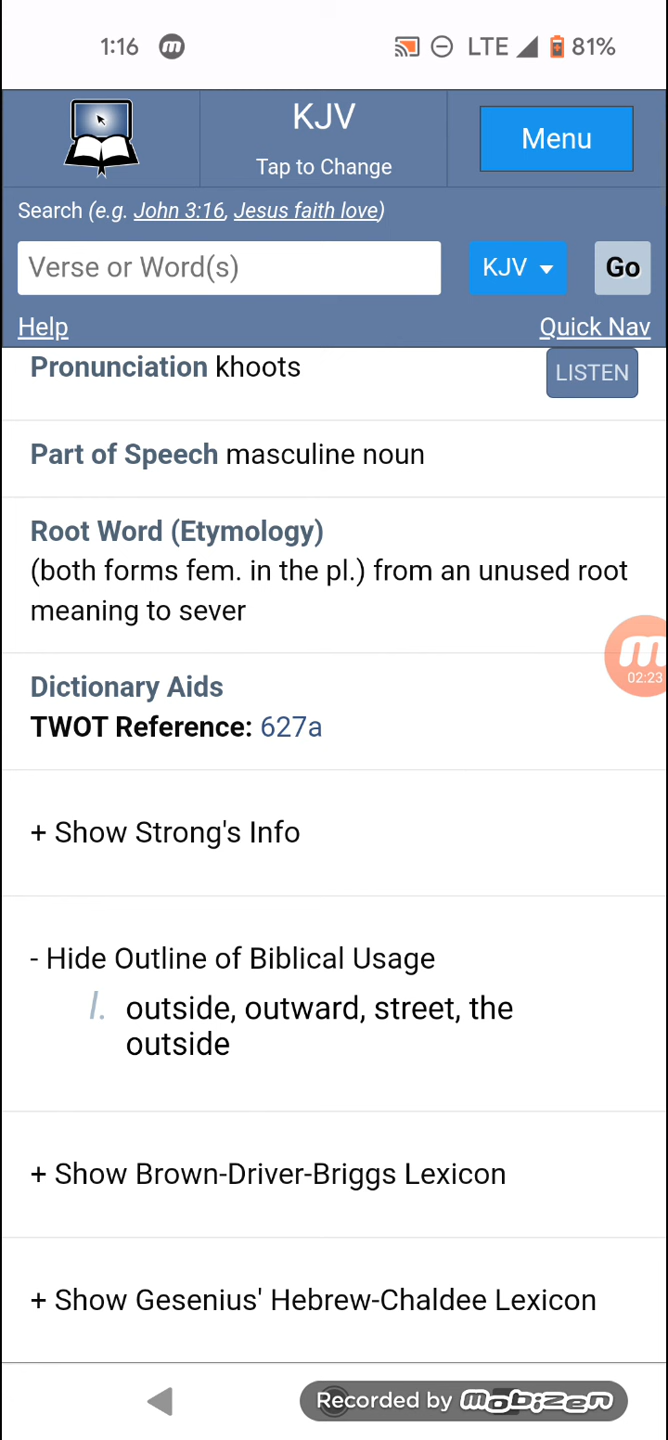 1:16 m LTE 81%
KJV
Tap to Change
Menu
Search (e.g. John 3:16, Jesus faith love)
Verse or Word(s)
KJV
Go
Help
Quick Nav
Pronunciation khoots
LISTEN
Part of Speech masculine noun
Root Word (Etymology)
(both forms fem. in the pl.) from an unused root
meaning to sever
m
02:23
Dictionary Aids
TWOT Reference: 627a
+ Show Strong's Info
- Hide Outline of Biblical Usage
I. outside, outward, street, the
outside
+ Show Brown-Driver-Briggs Lexicon
+ Show Gesenius' Hebrew-Chaldee Lexicon
Recorded by mobizen